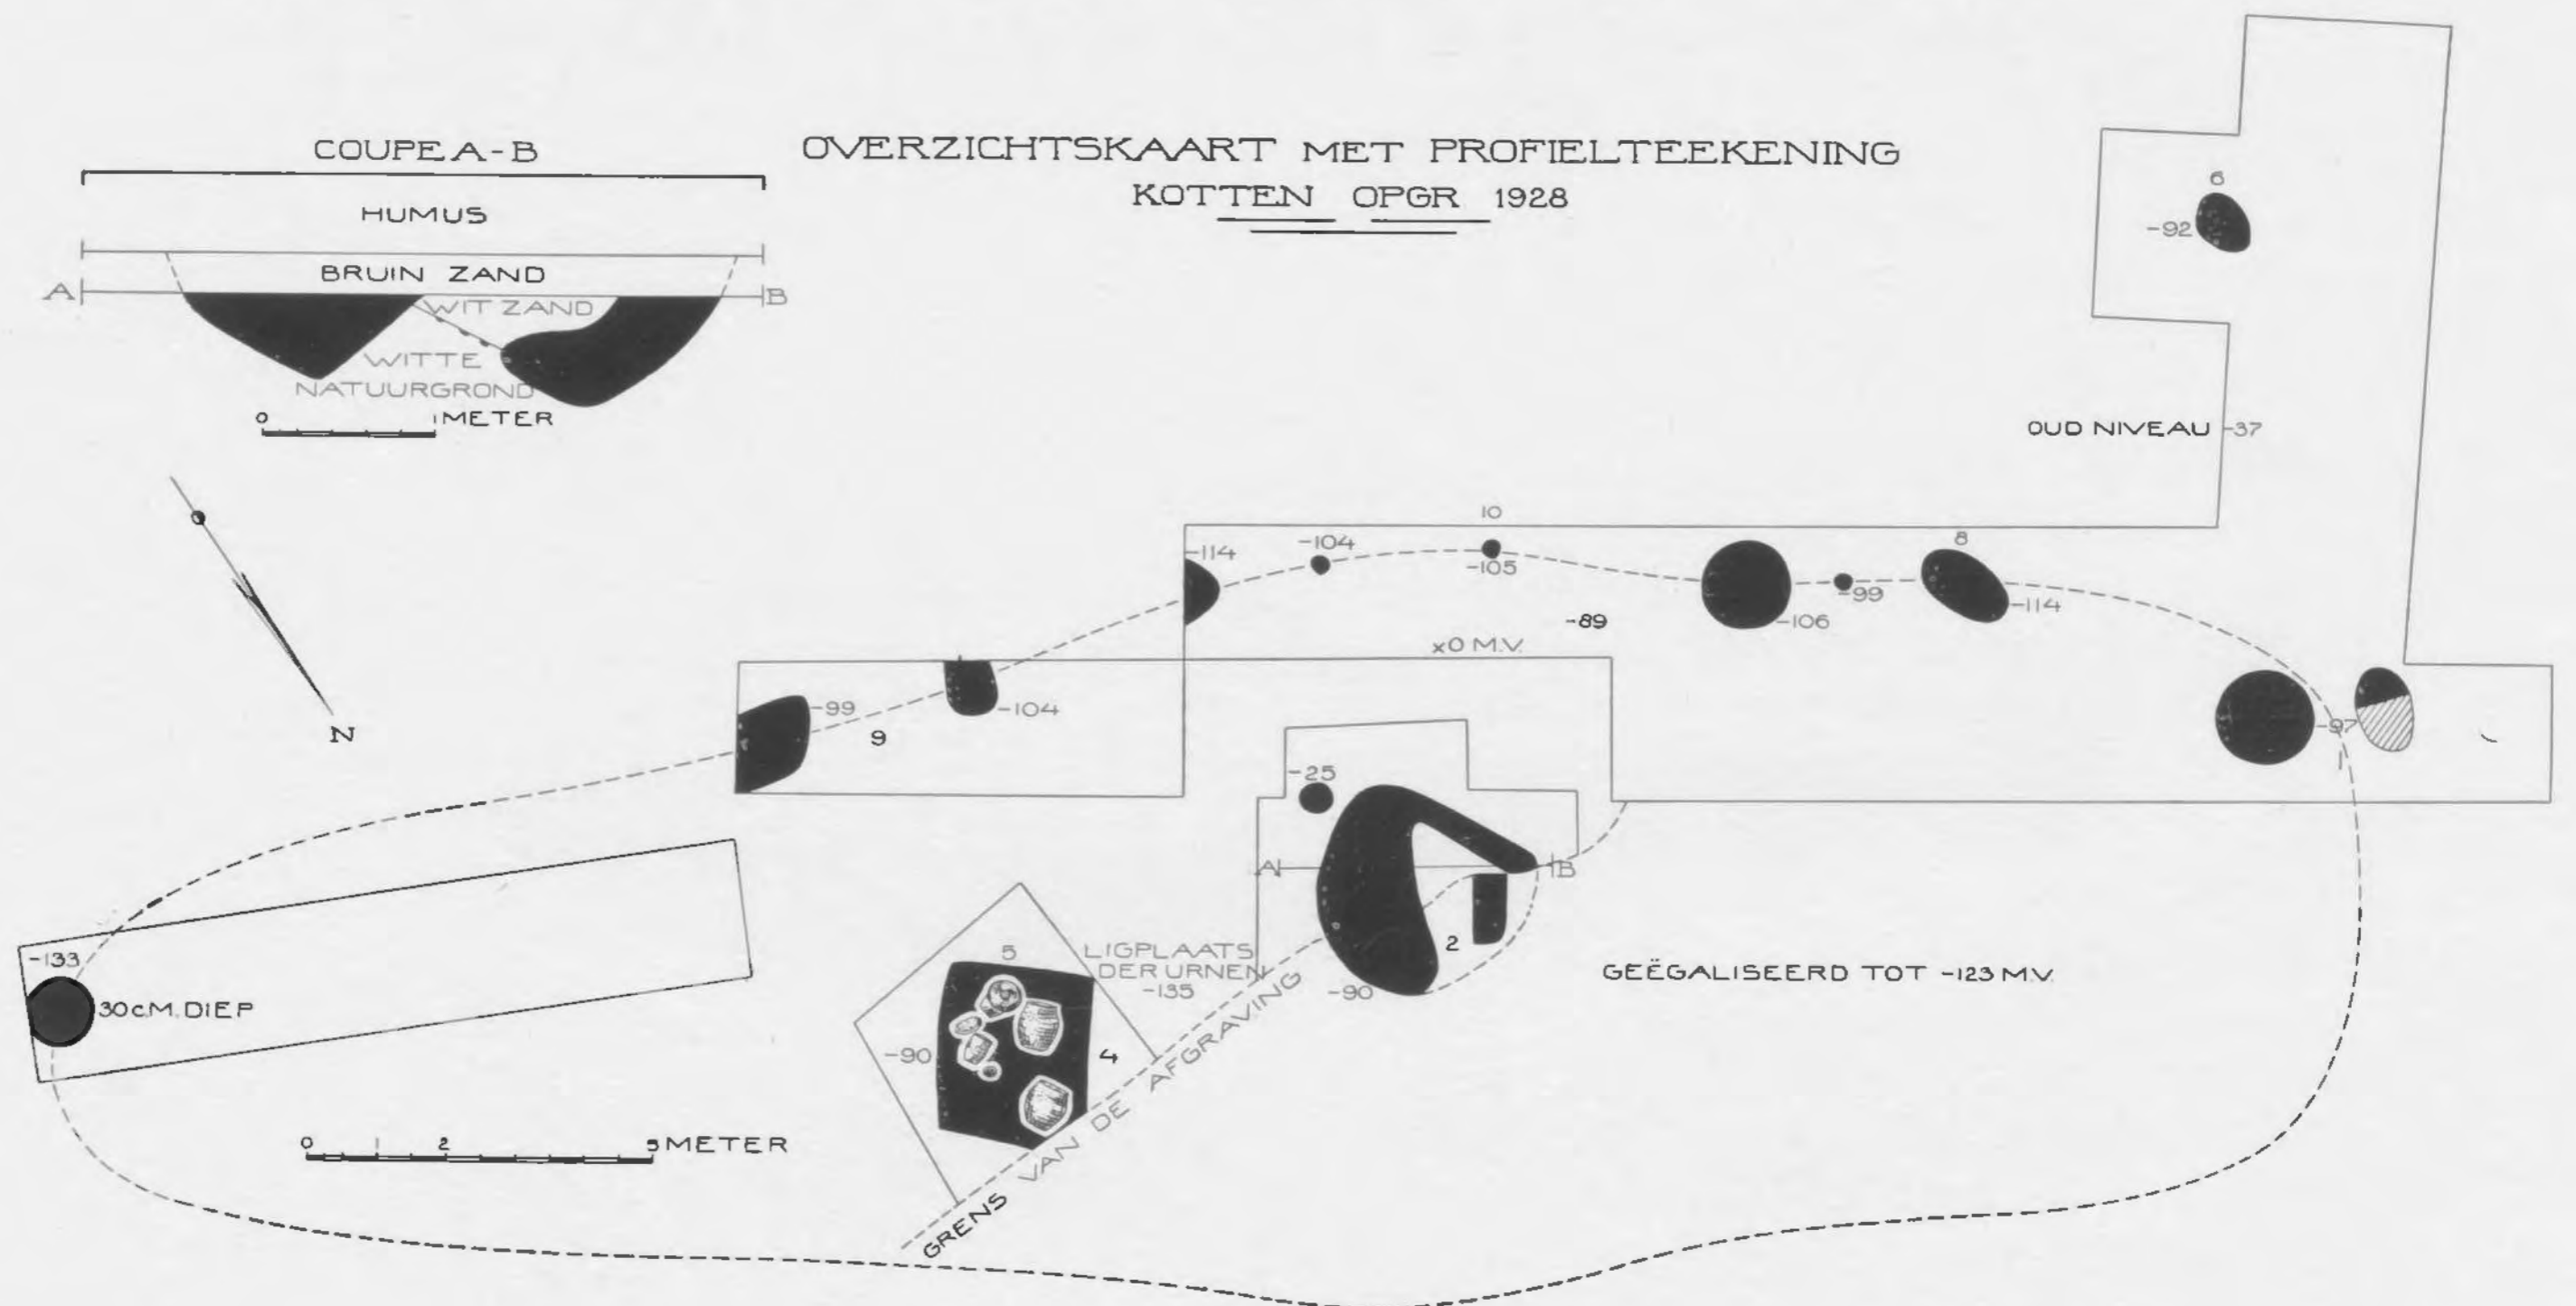 OVERZICHTSKAART MET PROFIELTEEKENING
KOTTEN OPGR 1928
COUPE A-B
HUMUS
BRUIN ZAND
A
B
WIT ZAND
WITTE
NATUURGROND
0 1 METER
N
6
-92
OUD NIVEAU -37
10
8
-114
-104
-105
-99
-114
-106
-89
x0 M.V.
-99
-104
9
-97
-25
A
B
2
-90
-133
30 c.M. DIEP
5
LIGPLAATS
DER URNEN
-135
-90
4
GEËGALISEERD TOT -123 M.V.
GRENS VAN DE AFGRAVING
0 1 2 5 METER